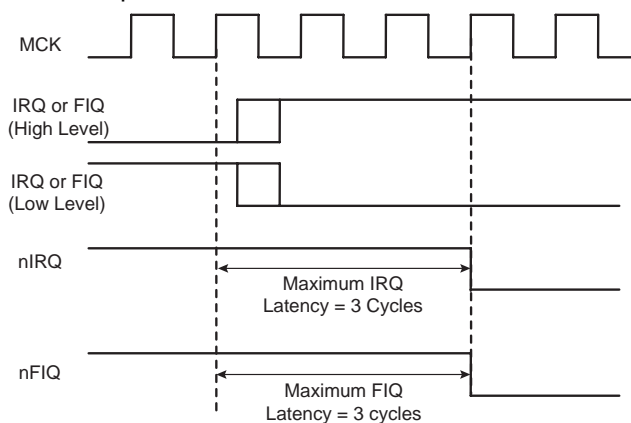 MCK
IRQ or FIQ
(High Level)
IRQ or FIQ
(Low Level)
nIRQ
Maximum IRQ
Latency = 3 Cycles
nFIQ
Maximum FIQ
Latency = 3 cycles